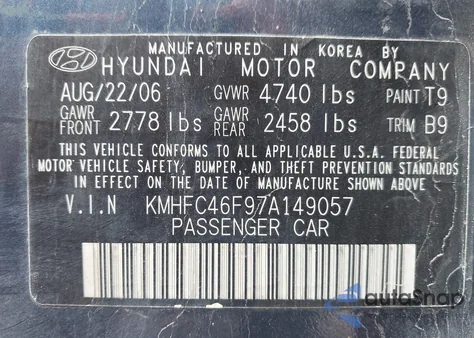 MANUFACTURED IN KOREA BY
HYUNDAI MOTOR COMPANY
AUG/22/06 GVWR 4740 lbs PAINT T9
GAWR FRONT 2778 lbs GAWR REAR 2458 lbs TRIM B9
THIS VEHICLE CONFORMS TO ALL APPLICABLE U.S.A. FEDERAL
MOTOR VEHICLE SAFETY, BUMPER, AND THEFT PREVENTION STANDARDS
IN EFFECT ON THE DATE OF MANUFACTURE SHOWN ABOVE.
V.I.N KMHFC46F97A149057
PASSENGER CAR
autoSnap